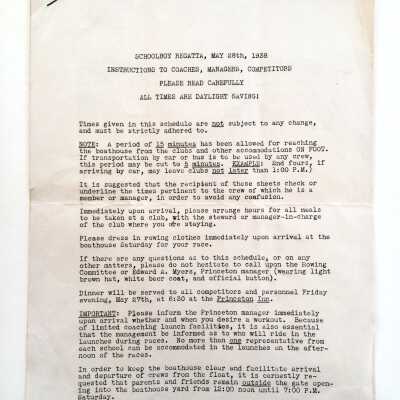 SCHOOLBOY REGATTA, MAY 28th, 1938
INSTRUCTIONS TO COACHES, MANAGERS, COMPETITORS
PLEASE READ CAREFULLY
ALL TIMES ARE DAYLIGHT SAVING!
Times given in this schedule are not subject to any change,
and must be strictly adhered to.
NOTE: A period of 15 minutes has been allowed for reaching
the boathouse from the clubs and other accommodations ON FOOT.
If transportation by car or bus is to be used by any crew,
this period may be cut to 5 minutes. EXAMPLE: 2nd fours, if
arriving by car, may leave clubs not later than 1:00 P.M.)
It is suggested that the recipient of these sheets check or
underline the times pertinent to the crew of which he is a
member or manager, in order to avoid any confusion.
Immediately upon arrival, please arrange hours for all meals
to be taken at a club, with the steward or manager-in-charge
of the club where you are staying.
Please dress in rowing clothes immediately upon arrival at the
boathouse Saturday for your race.
If there are any questions as to this schedule, or on any
other matters, please do not hesitate to call upon the Rowing
Committee or Edward A. Myers, Princeton manager (wearing light
brown hat, white beer coat, and official button).
Dinner will be served to all competitors and personnel Friday
evening, May 27th, at 6:30 at the Princeton Inn.
IMPORTANT: Please inform the Princeton manager immediately
upon arrival whether and when you desire a workout. Because
of limited coaching launch facilities, it is also essential
that the management be informed as to who will ride in the
launches during races. No more than one representative from
each school can be accommodated in the launches on the after-
noon of the races.
In order to keep the boathouse clear and facilitate arrival
and departure of crews from the float, it is earnestly re-
quested that parents and friends remain outside the gate open-
ing into the boathouse yard from 12:00 noon until 7:00 P.M.
Saturday.